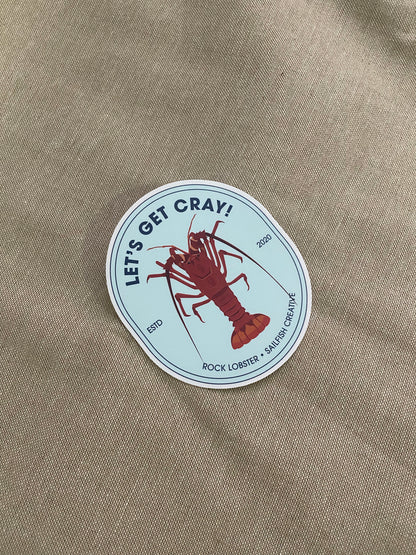 LET'S GET CRAY!
ESTD
2020
ROCK LOBSTER • SAILFISH CREATIVE